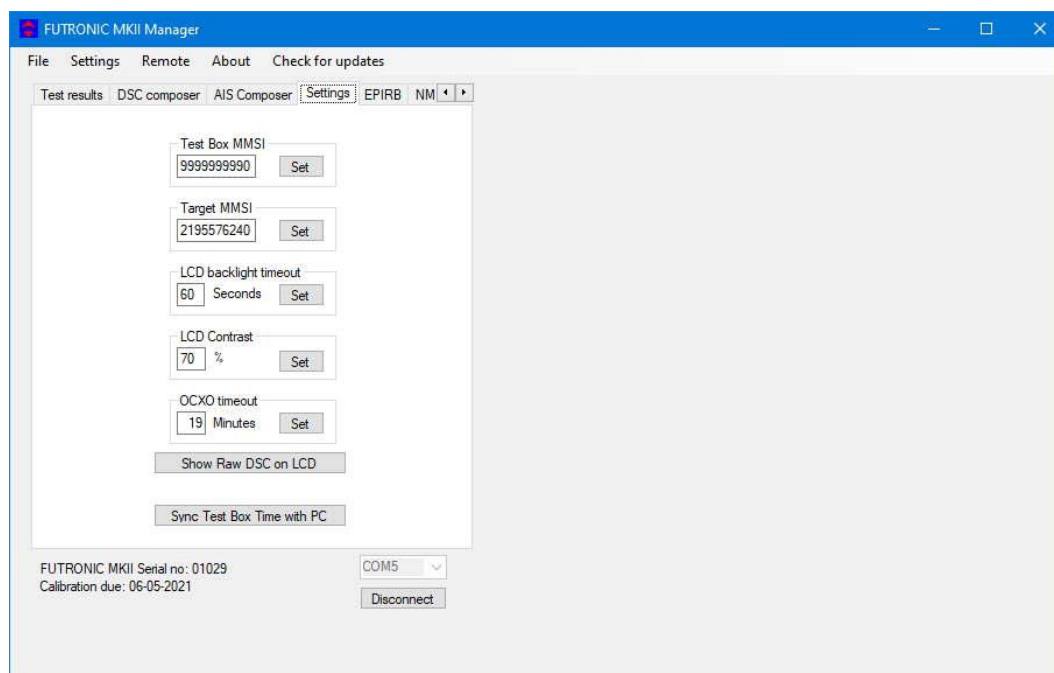 FUTRONIC MKII Manager
File Settings Remote About Check for updates
Test results DSC composer AIS Composer Settings EPIRB NM
Test Box MMSI
9999999990 Set
Target MMSI
2195576240 Set
LCD backlight timeout
60 Seconds Set
LCD Contrast
70 % Set
OCXO timeout
19 Minutes Set
Show Raw DSC on LCD
Sync Test Box Time with PC
FUTRONIC MKII Serial no: 01029
Calibration due: 06-05-2021
COM5
Disconnect